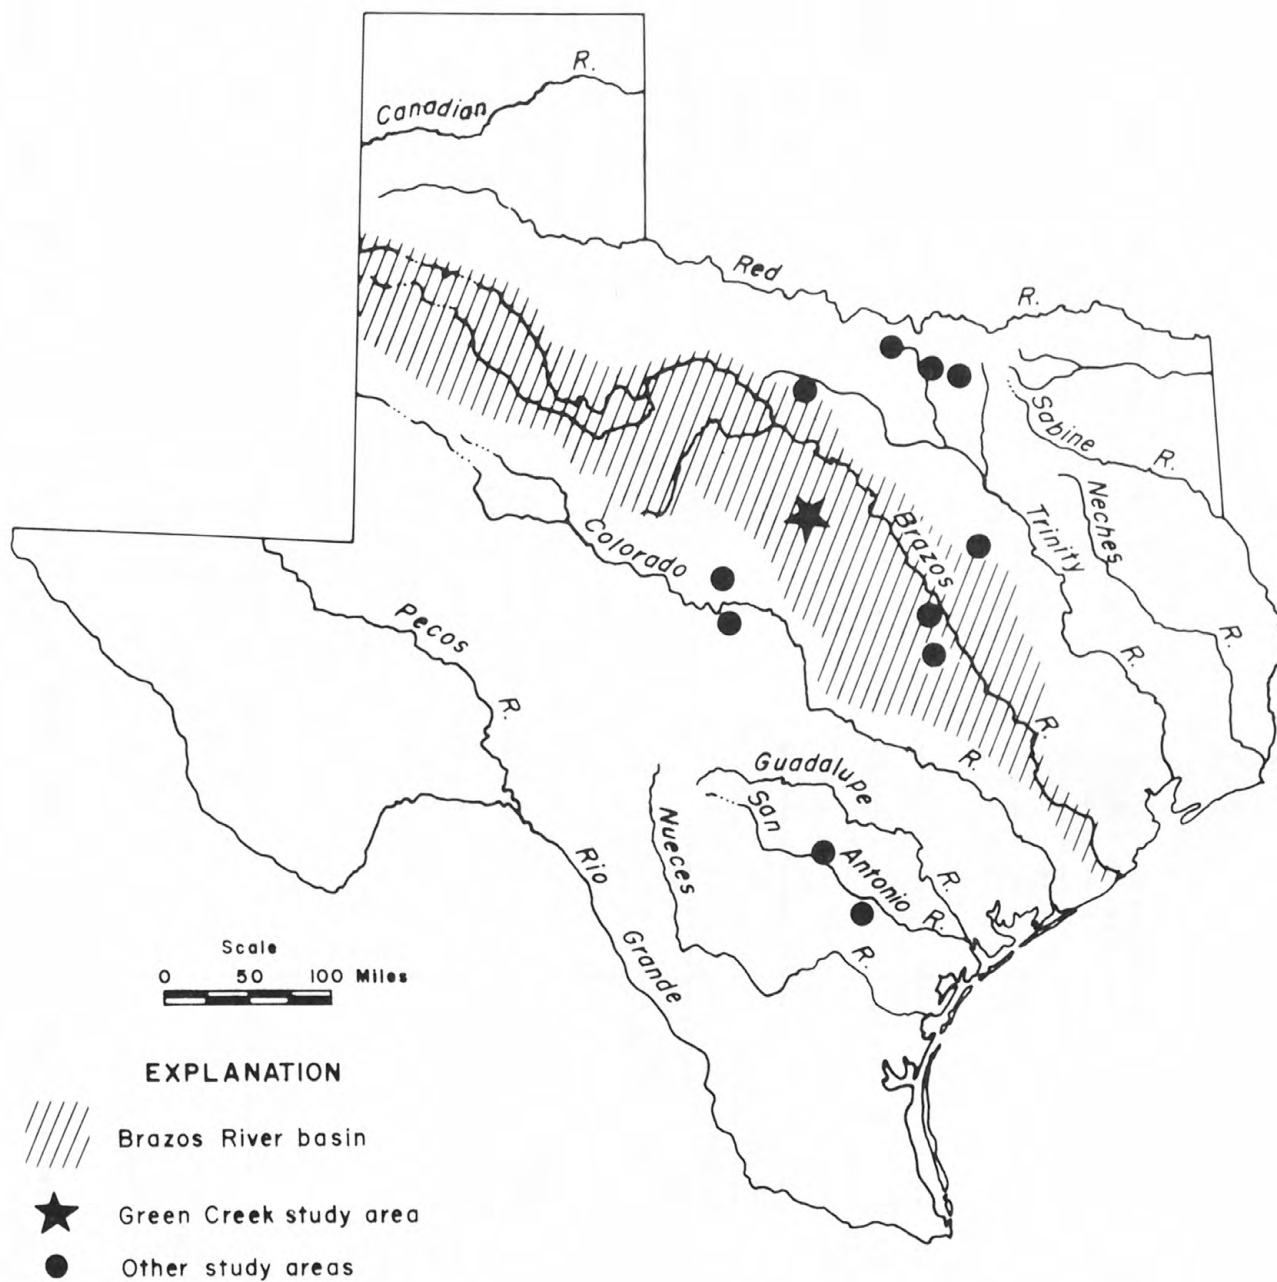 Canadian R.
Red R.
Sabine R.
Neches R.
Trinity R.
Brazos R.
Colorado R.
Pecos R.
Guadalupe R.
San Antonio R.
Nueces R.
Rio Grande
Scale
0 50 100 Miles
EXPLANATION
Brazos River basin
Green Creek study area
Other study areas